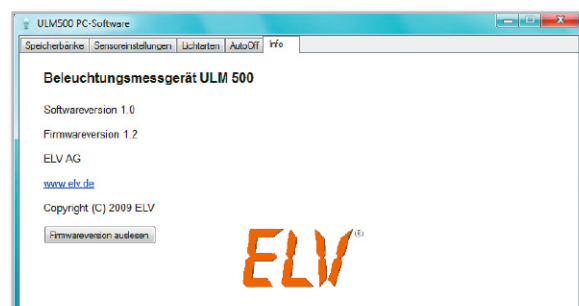 ULM500 PC-Software
Speicherbänke Sensoreinstellungen Lichtarten AutoOff Info
Beleuchtungsmessgerät ULM 500
Softwareversion 1.0
Firmwareversion 1.2
ELV AG
www.elv.de
Copyright (C) 2009 ELV
Firmwareversion auslesen
ELV®